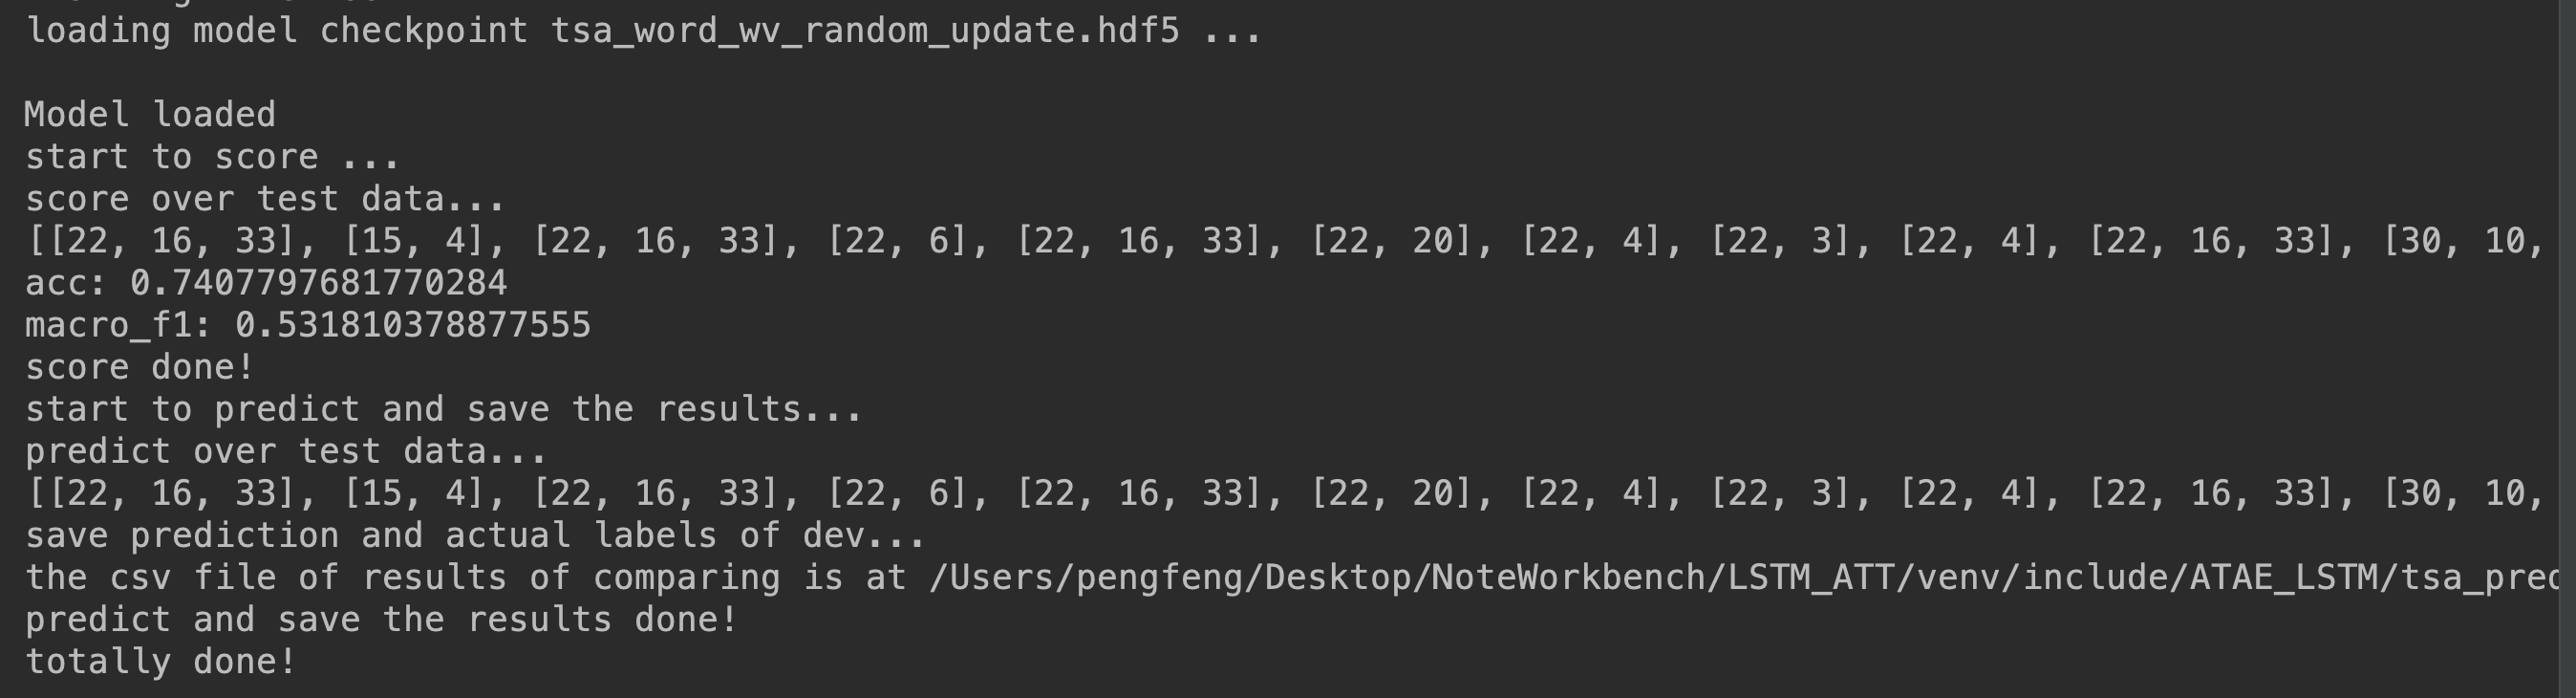 loading model checkpoint tsa_word_wv_random_update.hdf5 ...
Model loaded
start to score ...
score over test data...
[[22, 16, 33], [15, 4], [22, 16, 33], [22, 6], [22, 16, 33], [22, 20], [22, 4], [22, 3], [22, 4], [22, 16, 33], [30, 10,
acc: 0.7407797681770284
macro_f1: 0.531810378877555
score done!
start to predict and save the results...
predict over test data...
[[22, 16, 33], [15, 4], [22, 16, 33], [22, 6], [22, 16, 33], [22, 20], [22, 4], [22, 3], [22, 4], [22, 16, 33], [30, 10,
save prediction and actual labels of dev...
the csv file of results of comparing is at /Users/pengfeng/Desktop/NoteWorkbench/LSTM_ATT/venv/include/ATAE_LSTM/tsa_pred
predict and save the results done!
totally done!